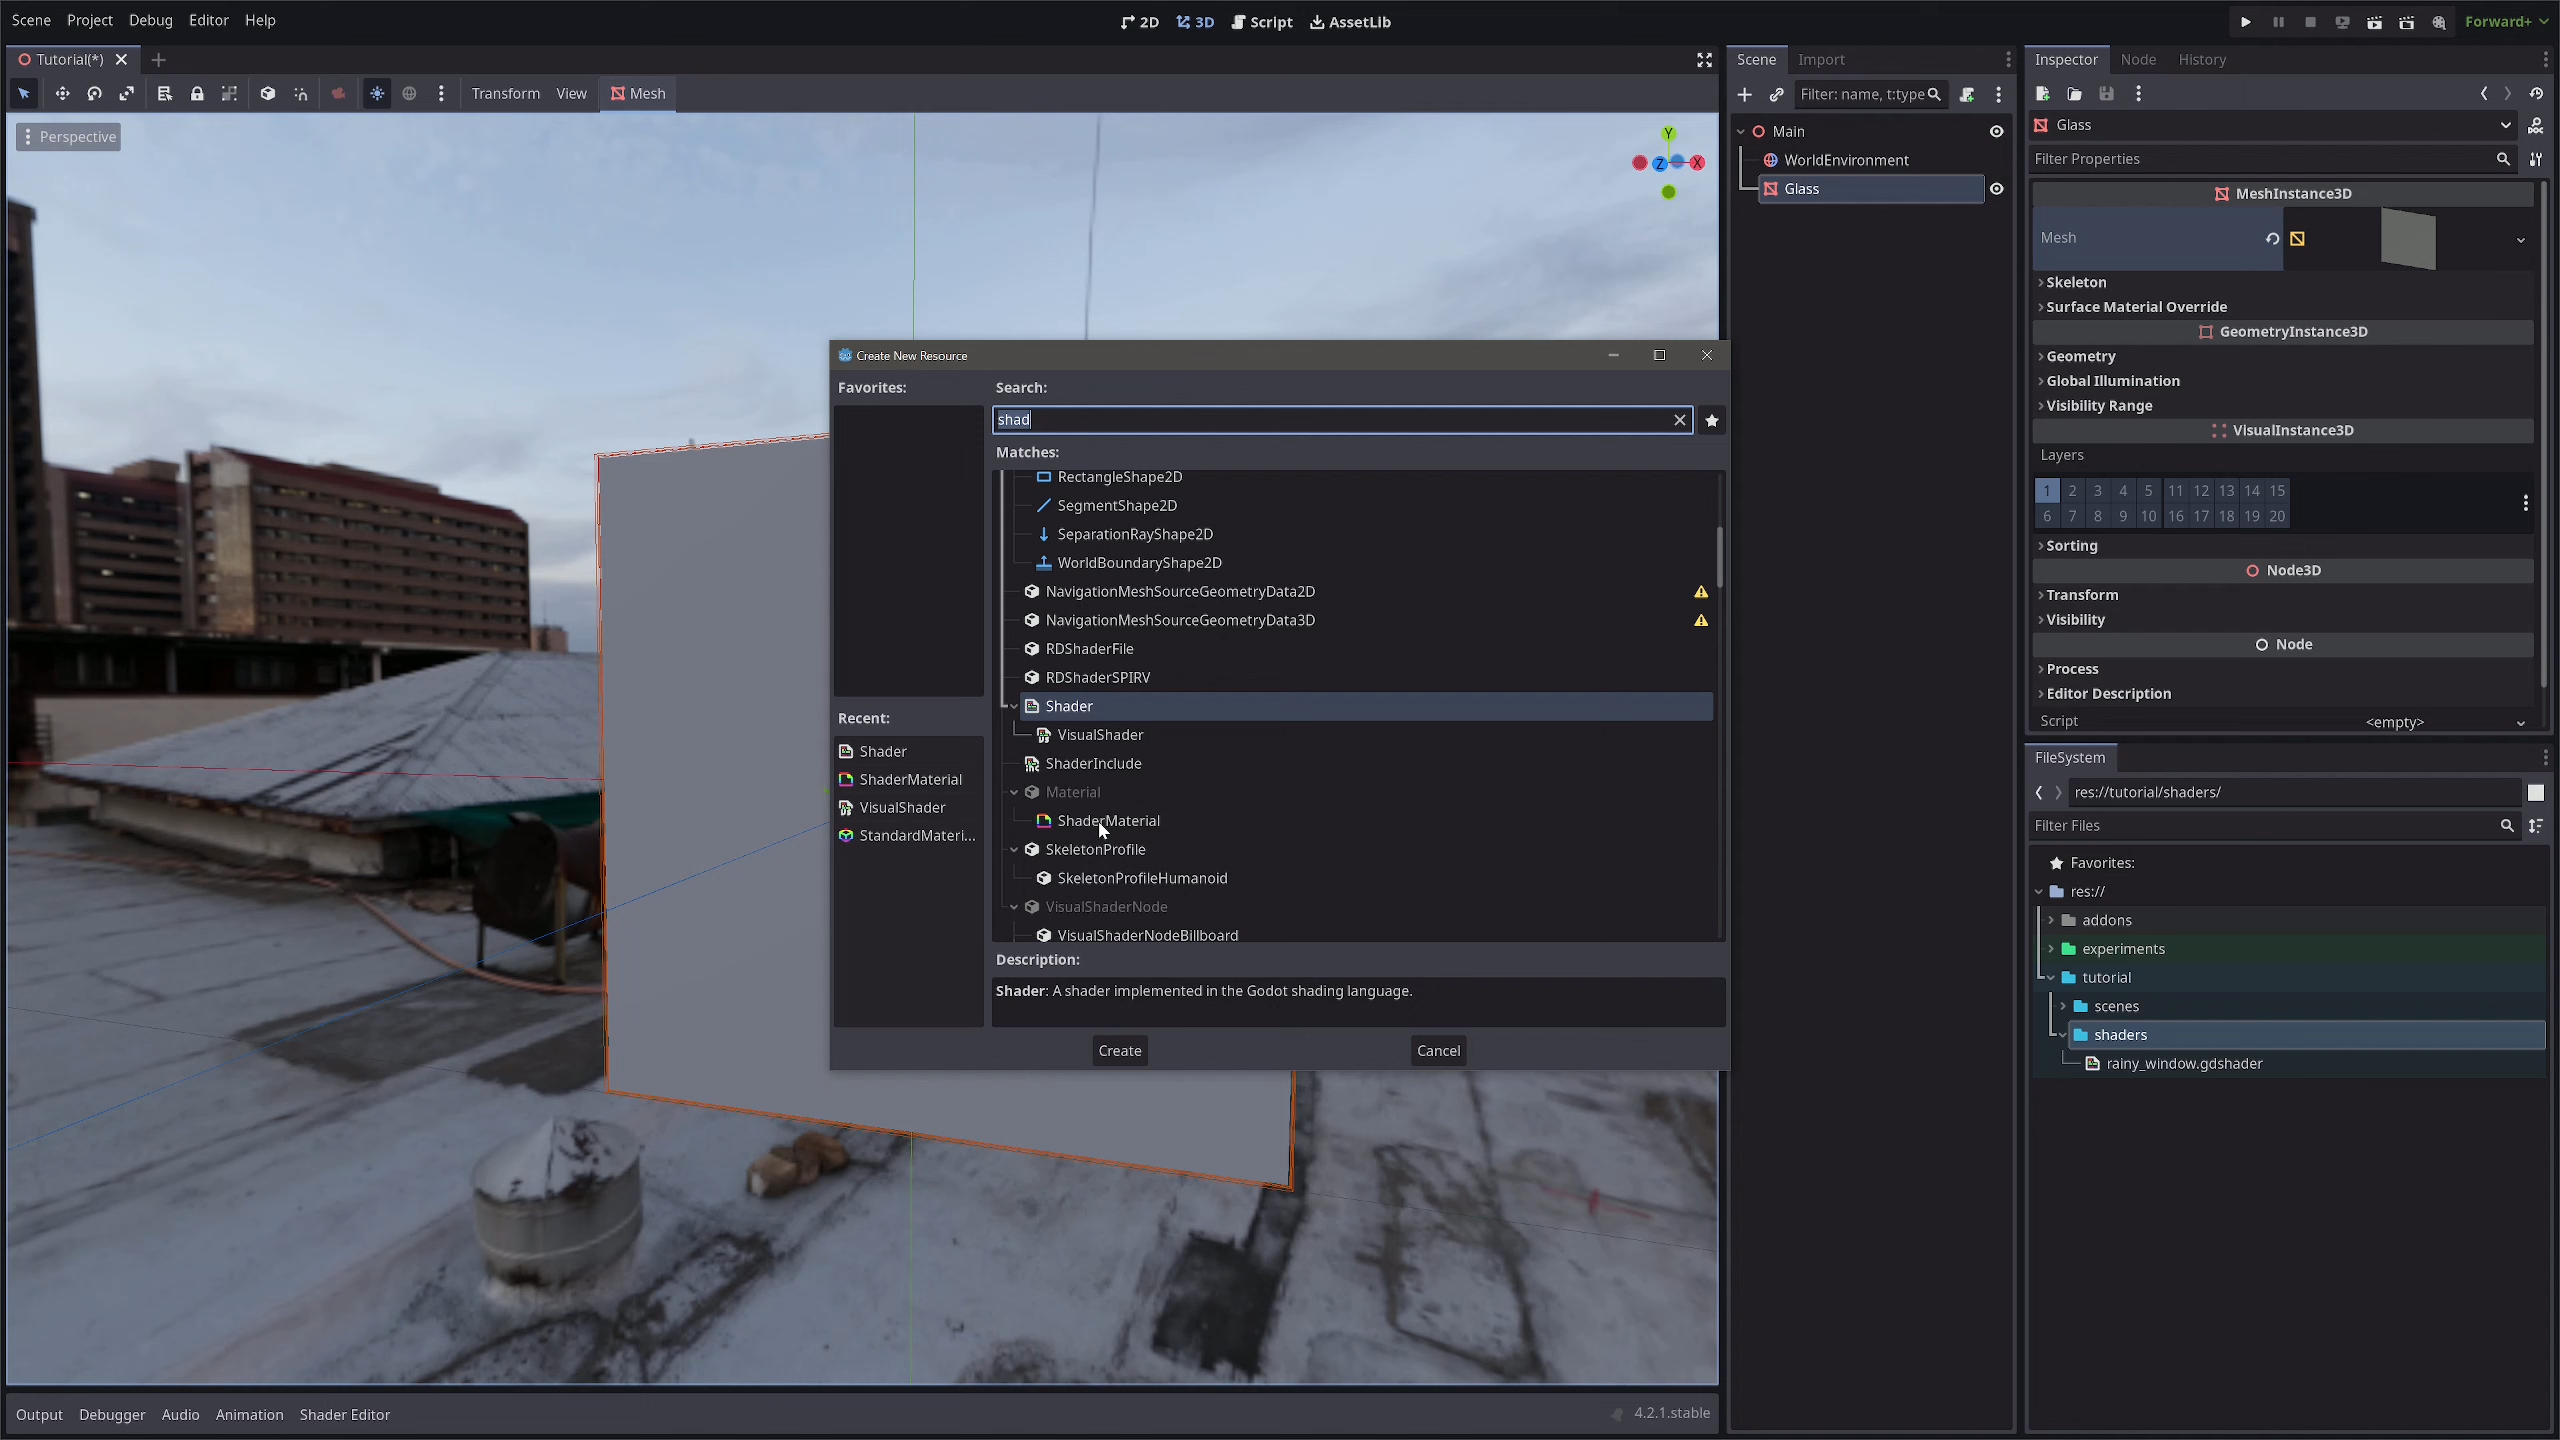 Scene Project Debug Editor Help
2D 3D Script AssetLib
Forward+
Tutorial(*)
Transform View Mesh
Perspective
Y
X
Z
Create New Resource
Favorites:
Search:
shad
Matches:
RectangleShape2D
SegmentShape2D
SeparationRayShape2D
WorldBoundaryShape2D
NavigationMeshSourceGeometryData2D
NavigationMeshSourceGeometryData3D
RDShaderFile
RDShaderSPIRV
Shader
VisualShader
ShaderInclude
Material
ShaderMaterial
SkeletonProfile
SkeletonProfileHumanoid
VisualShaderNode
VisualShaderNodeBillboard
Recent:
Shader
ShaderMaterial
VisualShader
StandardMateri...
Description:
Shader: A shader implemented in the Godot shading language.
Create Cancel
Output Debugger Audio Animation Shader Editor
4.2.1.stable
Scene Import
Filter: name, t:type
Main
WorldEnvironment
Glass
Inspector Node History
Glass
Filter Properties
MeshInstance3D
Mesh
Skeleton
Surface Material Override
GeometryInstance3D
Geometry
Global Illumination
Visibility Range
VisualInstance3D
Layers
1 2 3 4 5 11 12 13 14 15
6 7 8 9 10 16 17 18 19 20
Sorting
Node3D
Transform
Visibility
Node
Process
Editor Description
Script <empty>
FileSystem
res://tutorial/shaders/
Filter Files
Favorites:
res://
addons
experiments
tutorial
scenes
shaders
rainy_window.gdshader